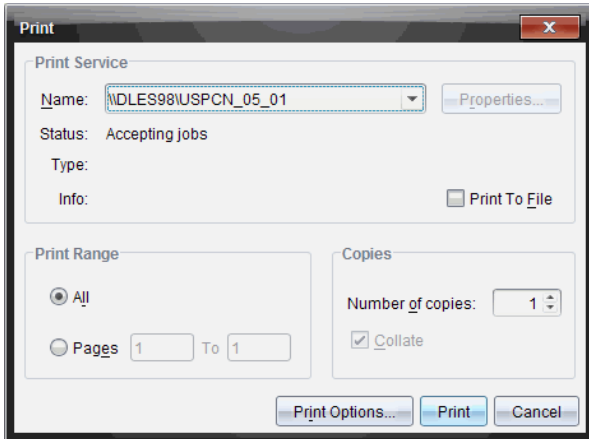 Print
Print Service
Name: \\DLES98\USPCN_05_01 Properties...
Status: Accepting jobs
Type:
Info: Print To File
Print Range
All
Pages 1 To 1
Copies
Number of copies: 1
Collate
Print Options... Print Cancel